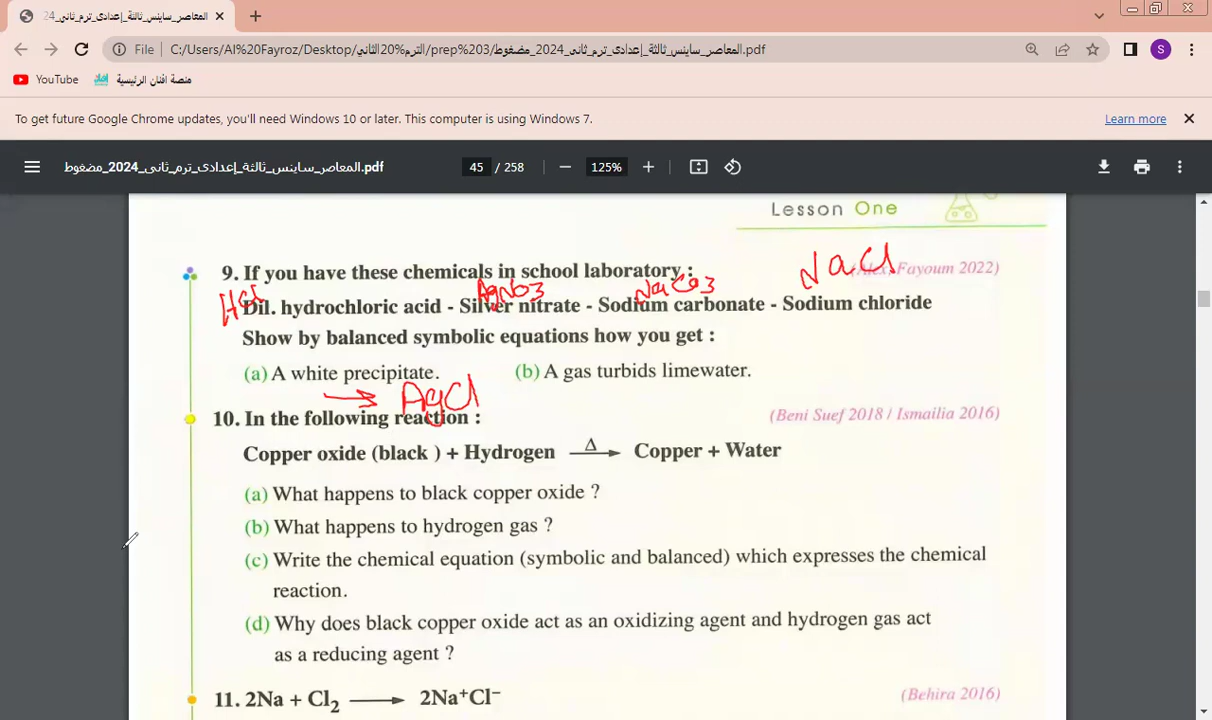 المعاصر_ساينس_ثالثة_إعدادى_ترم_ثانى_24
File C:/Users/Al%20Fayroz/Desktop/الترم%20الثاني/prep%203/المعاصر_ساينس_ثالثة_إعدادى_ترم_ثانى_2024_مضغوط.pdf
S
YouTube منصة افنان الرئيسية
To get future Google Chrome updates, you'll need Windows 10 or later. This computer is using Windows 7. Learn more
المعاصر_ساينس_ثالثة_إعدادى_ترم_ثانى_2024_مضغوط.pdf 45 / 258 125%
Lesson One
NaCl
9. If you have these chemicals in school laboratory : Fayoum 2022)
HCl AgNO3 NaCO3
Dil. hydrochloric acid - Silver nitrate - Sodium carbonate - Sodium chloride
Show by balanced symbolic equations how you get :
(a) A white precipitate. (b) A gas turbids limewater.
→ AgCl
10. In the following reaction : (Beni Suef 2018 / Ismailia 2016)
Copper oxide (black ) + Hydrogen Δ→ Copper + Water
(a) What happens to black copper oxide ?
(b) What happens to hydrogen gas ?
(c) Write the chemical equation (symbolic and balanced) which expresses the chemical
reaction.
(d) Why does black copper oxide act as an oxidizing agent and hydrogen gas act
as a reducing agent ?
11. 2Na + Cl₂ → 2Na⁺Cl⁻ (Behira 2016)